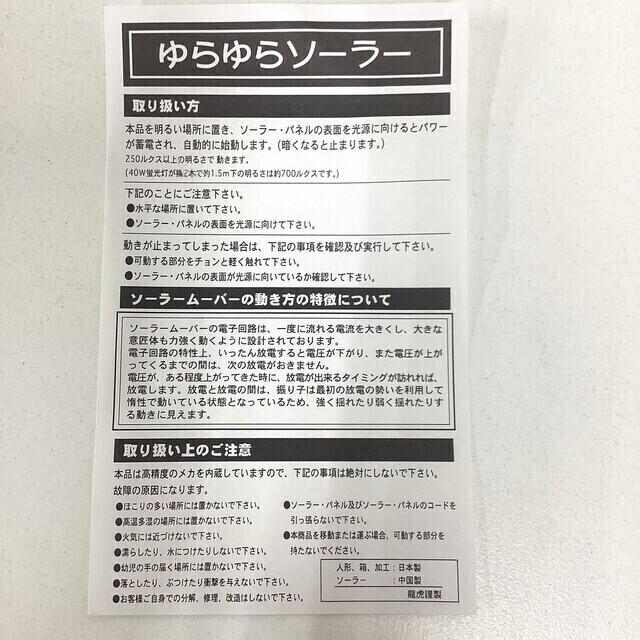 ゆらゆらソーラー
取り扱い方
本品を明るい場所に置き、ソーラー・パネルの表面を光源に向けるとパワー
が蓄電され、自動的に始動します。(暗くなると止まります。)
250ルクス以上の明るさで 動きます。
(40W蛍光灯が2本で約1.5m下の明るさは約700ルクスです。)
下記のことにご注意下さい。
●水平な場所に置いて下さい。
●ソーラー・パネルの表面を光源に向けて下さい。
動きが止まってしまった場合は、下記の事項を確認及び実行して下さい。
●可動する部分をチョンと軽く触れて下さい。
●ソーラー・パネルの表面が光源に向いているか確認して下さい。
ソーラームーバーの動き方の特徴について
ソーラームーバーの電子回路は、一度に流れる電流を大きくし、大きな
意匠体も力強く動くように設計されております。
電子回路の特性上、いったん放電すると電圧が下がり、また電圧が上が
ってくるまでの間は、次の放電がおきません。
電圧が、ある程度上がってきた時に、放電が出来るタイミングが訪れれば、
放電します。放電と放電の間は、振り子は最初の放電の勢いを利用して
惰性で動いている状態となっているため、強く揺れたり弱く揺れたりす
る動きに見えます。
取り扱い上のご注意
本品は高精度のメカを内蔵していますので、下記の事項は絶対にしないで下さい。
故障の原因になります。
●ほこりの多い場所には置かないで下さい。
●高温多湿の場所には置かないで下さい。
●火気には近づけないで下さい。
●濡らしたり、水につけたりしないで下さい。
●幼児の手の届く場所には置かないで下さい。
●落としたり、ぶつけたり衝撃を与えないで下さい。
●お客様ご自身での分解、修理、改造はしないで下さい。
●ソーラー・パネル及びソーラー・パネルのコードを
引っ張らないで下さい。
●本商品を移動または運ぶ場合、可動する部分を
持たないでください。
人形、箱、加工:日本製
ソーラー :中国製
龍虎謹製